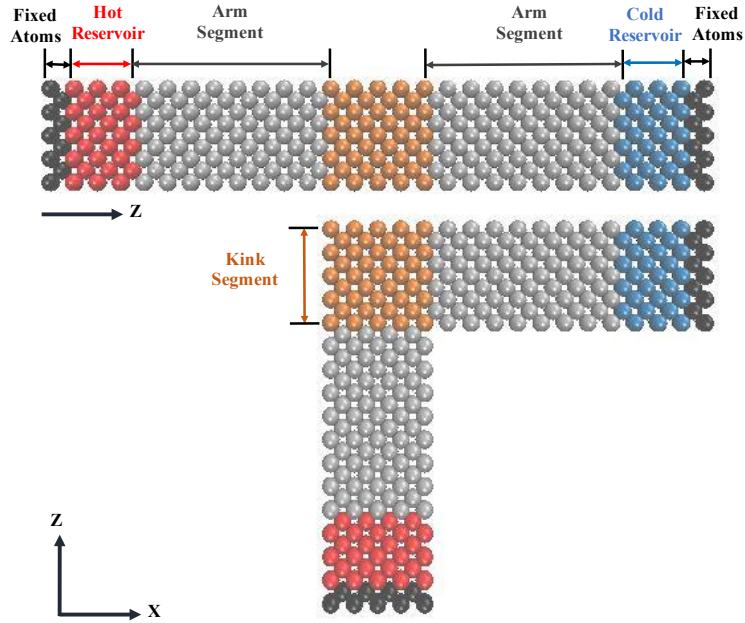 Fixed
Atoms
Hot
Reservoir
Arm
Segment
Arm
Segment
Cold
Reservoir
Fixed
Atoms
Z
Kink
Segment
Z
X